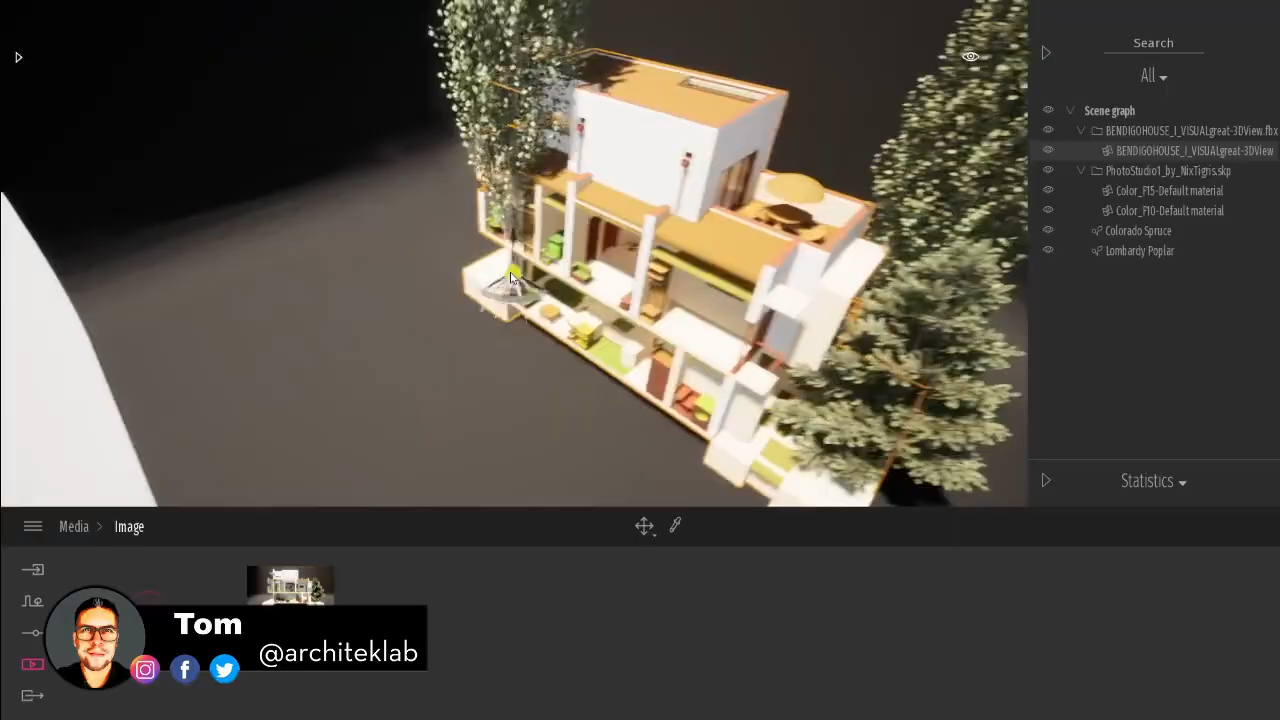 Search
All
Scene graph
BENDIGOHOUSE_I_VISUALgreat-3DView.fbx
BENDIGOHOUSE_I_VISUALgreat-3DView
PhotoStudio1_by_NixTigris.skp
Color_F15-Default material
Color_F10-Default material
Colorado Spruce
Lombardy Poplar
Statistics
Media > Image
Tom
@architeklab